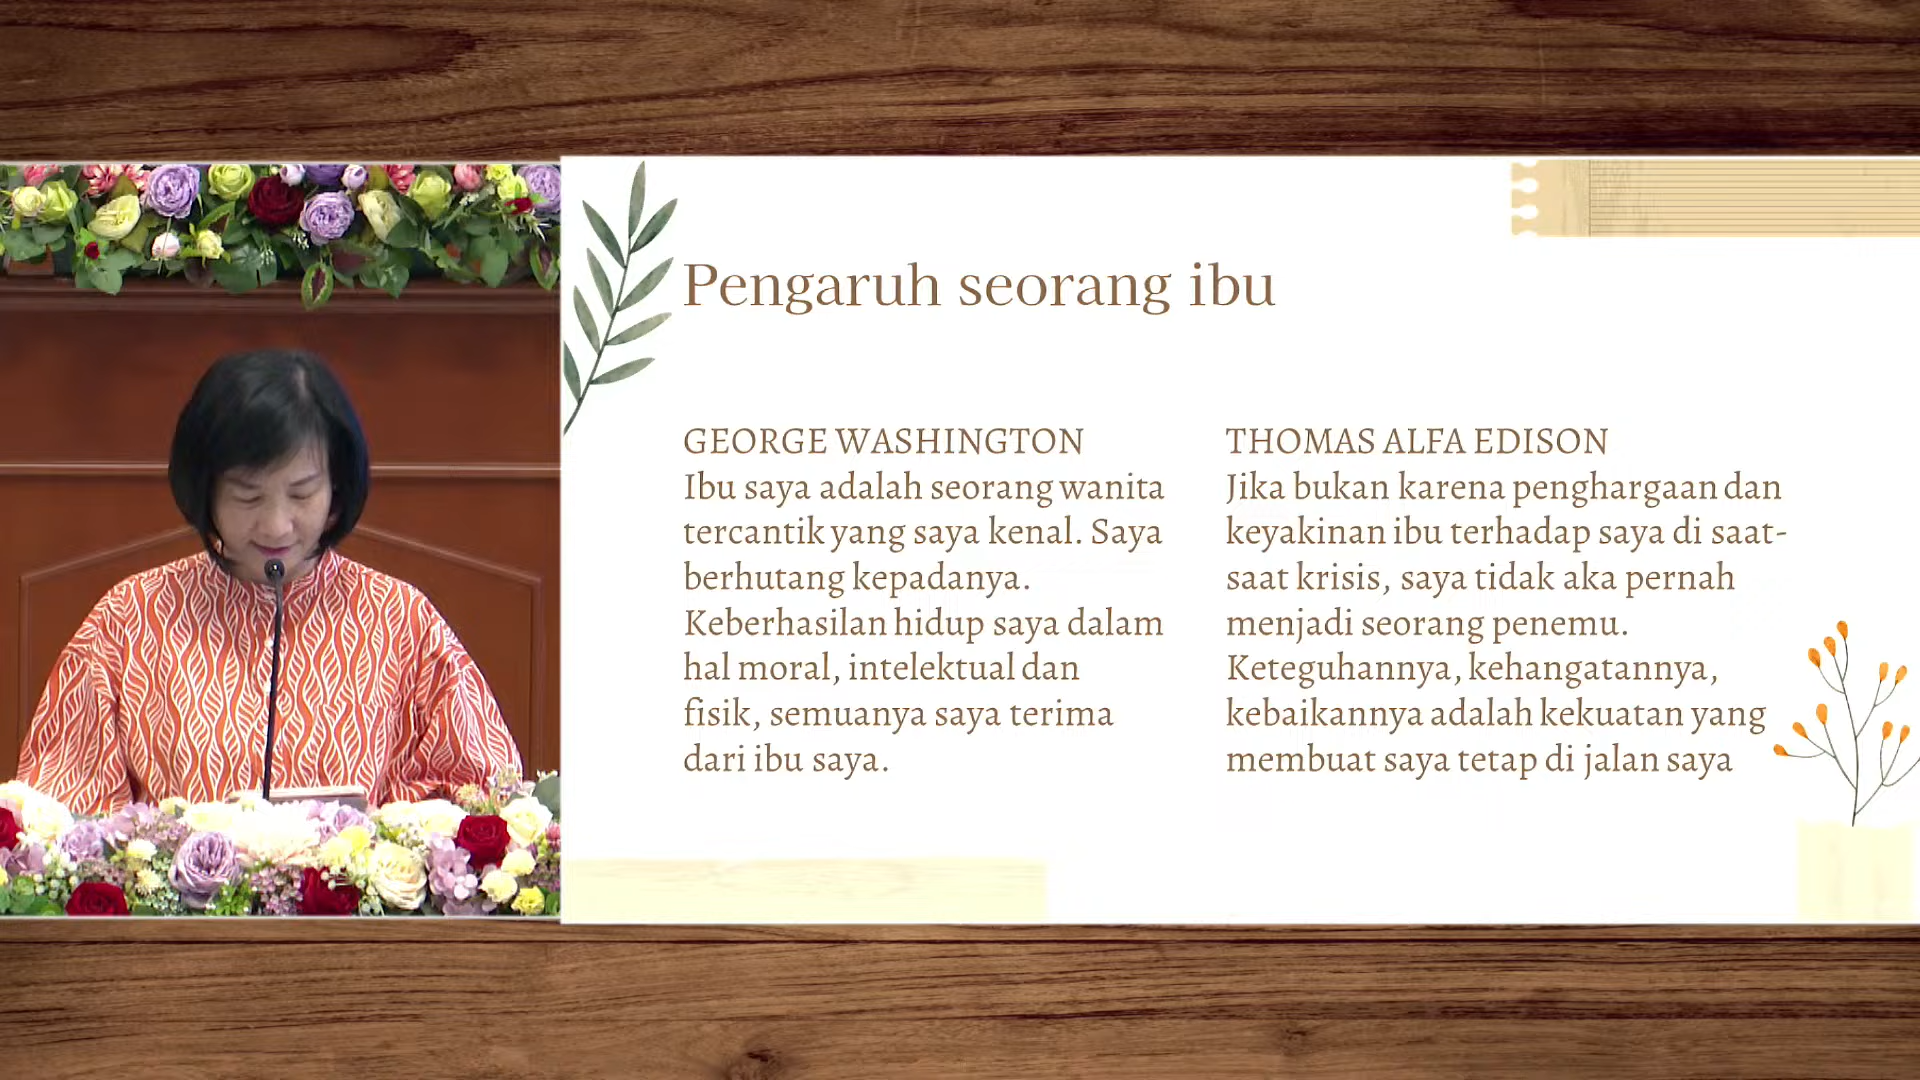 Pengaruh seorang ibu
GEORGE WASHINGTON
Ibu saya adalah seorang wanita
tercantik yang saya kenal. Saya
berhutang kepadanya.
Keberhasilan hidup saya dalam
hal moral, intelektual dan
fisik, semuanya saya terima
dari ibu saya.
THOMAS ALFA EDISON
Jika bukan karena penghargaan dan
keyakinan ibu terhadap saya di saat-
saat krisis, saya tidak aka pernah
menjadi seorang penemu.
Keteguhannya, kehangatannya,
kebaikannya adalah kekuatan yang
membuat saya tetap di jalan saya